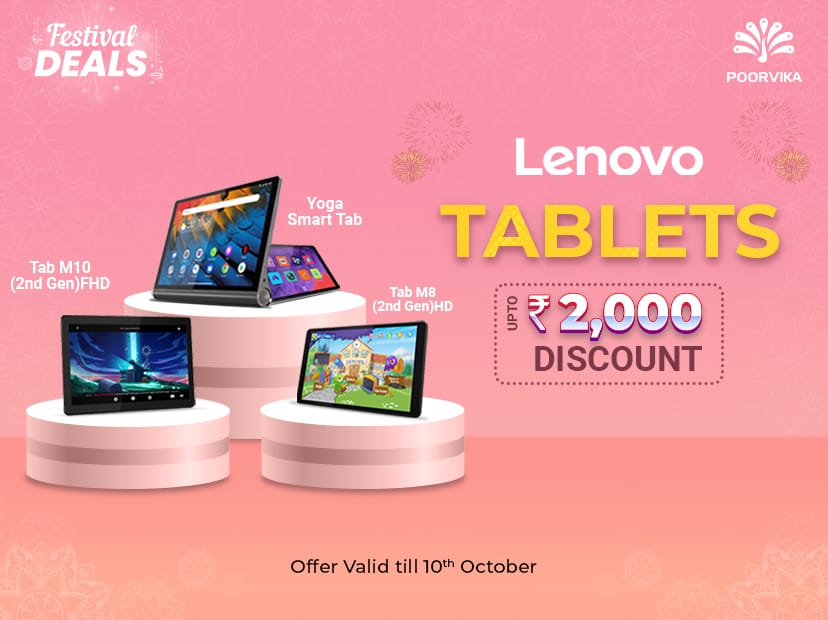 Festival
DEALS
POORVIKA
Lenovo
TABLETS
UPTO ₹ 2,000
DISCOUNT
Yoga
Smart Tab
Tab M10
(2nd Gen)FHD
Tab M8
(2nd Gen)HD
Offer Valid till 10th October